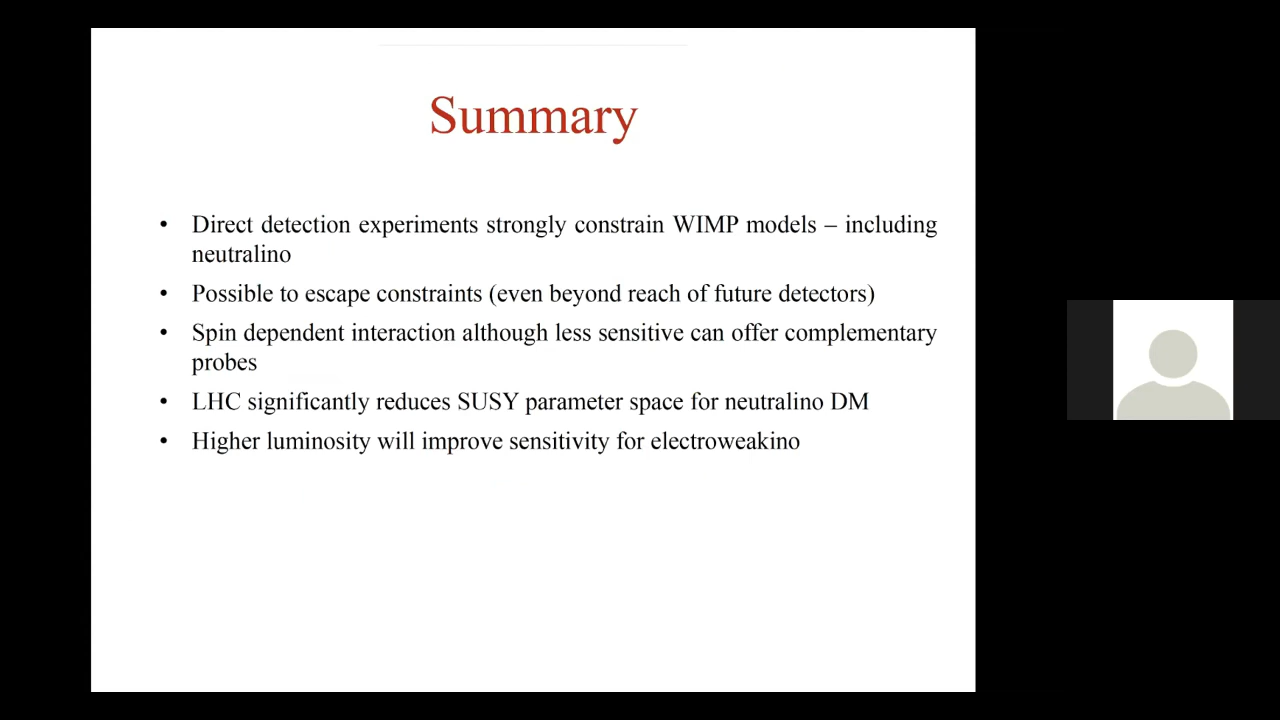 Summary
• Direct detection experiments strongly constrain WIMP models – including
neutralino
• Possible to escape constraints (even beyond reach of future detectors)
• Spin dependent interaction although less sensitive can offer complementary
probes
• LHC significantly reduces SUSY parameter space for neutralino DM
• Higher luminosity will improve sensitivity for electroweakino